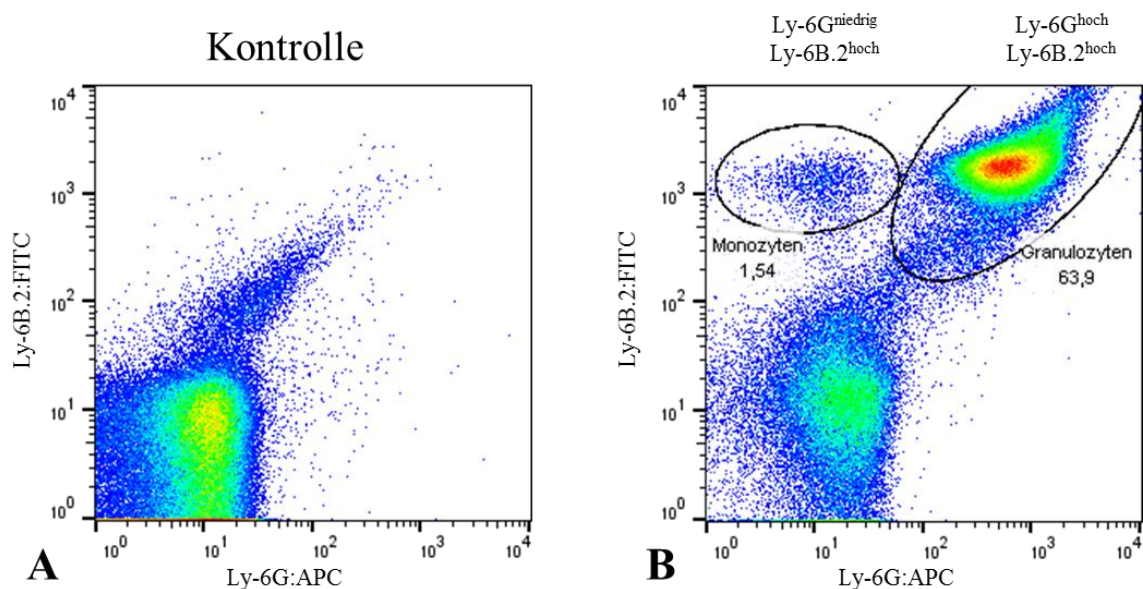 Kontrolle
10⁴
10³
10²
10¹
10⁰
Ly-6B.2:FITC
10⁰ 10¹ 10² 10³ 10⁴
Ly-6G:APC
A
Ly-6Gniedrig
Ly-6B.2hoch
Ly-6Ghoch
Ly-6B.2hoch
10⁴
10³
10²
10¹
10⁰
Ly-6B.2:FITC
Monozyten
1,54
Granulozyten
63,9
10⁰ 10¹ 10² 10³ 10⁴
Ly-6G:APC
B